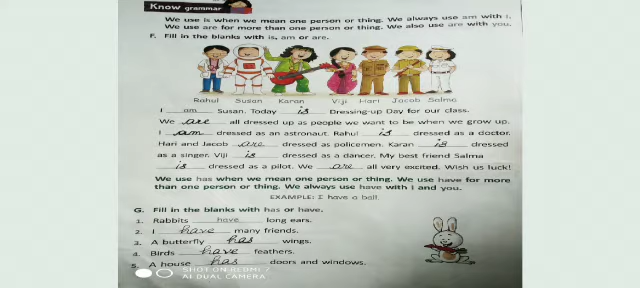 Know grammar
We use is when we mean one person or thing. We always use am with I.
We use are for more than one person or thing. We also use are with you.
F. Fill in the blanks with is, am or are.
Rahul Susan Karan Viji Hari Jacob Salma
I am Susan. Today is Dressing-up Day for our class.
We are all dressed up as people we want to be when we grow up.
I am dressed as an astronaut. Rahul is dressed as a doctor.
Hari and Jacob are dressed as policemen. Karan is dressed
as a singer. Viji is dressed as a dancer. My best friend Salma
is dressed as a pilot. We are all very excited. Wish us luck!
We use has when we mean one person or thing. We use have for more
than one person or thing. We always use have with I and you.
EXAMPLE: I have a ball.
G. Fill in the blanks with has or have.
1. Rabbits have long ears.
2. I have many friends.
3. A butterfly has wings.
4. Birds have feathers.
5. A house has doors and windows.
SHOT ON REDMI 7
AI DUAL CAMERA